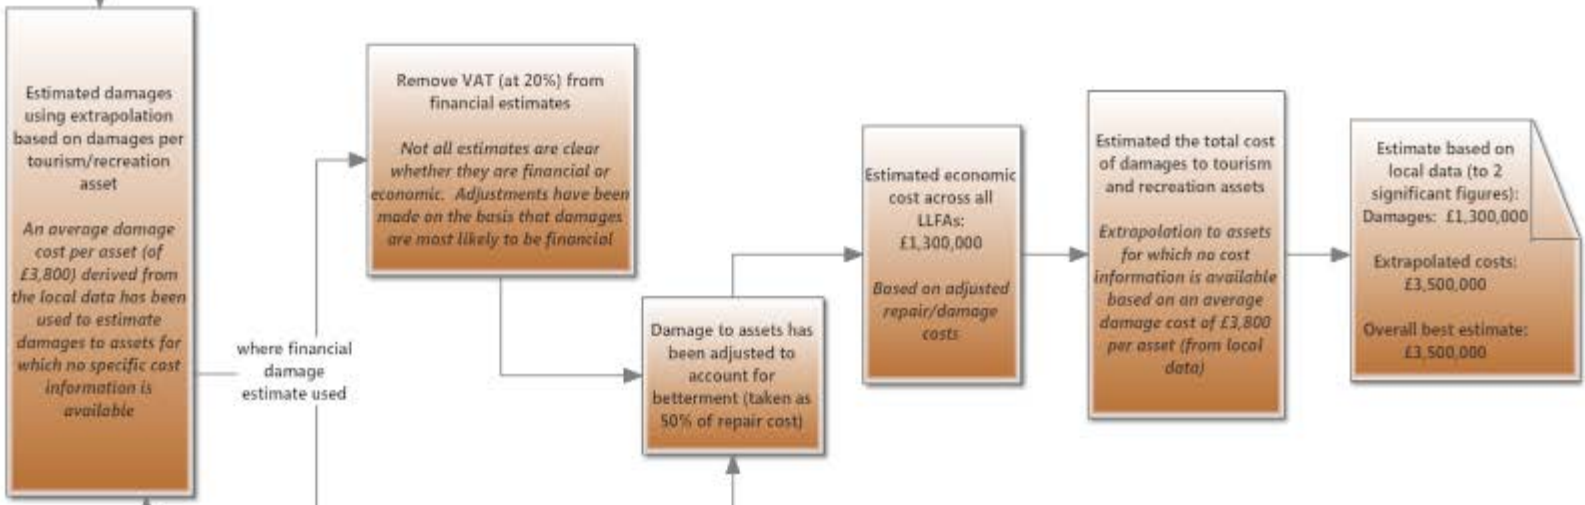 Estimated damages
using extrapolation
based on damages per
tourism/recreation
asset
An average damage
cost per asset (of
£3,800) derived from
the local data has been
used to estimate
damages to assets for
which no specific cost
information is
available
where financial
damage
estimate used
Remove VAT (at 20%) from
financial estimates
Not all estimates are clear
whether they are financial or
economic. Adjustments have been
made on the basis that damages
are most likely to be financial
Damage to assets has
been adjusted to
account for
betterment (taken as
50% of repair cost)
Estimated economic
cost across all
LLFAs:
£1,300,000
Based on adjusted
repair/damage
costs
Estimated the total cost
of damages to tourism
and recreation assets
Extrapolation to assets
for which no cost
information is available
based on an average
damage cost of £3,800
per asset (from local
data)
Estimate based on
local data (to 2
significant figures):
Damages: £1,300,000
Extrapolated costs:
£3,500,000
Overall best estimate:
£3,500,000